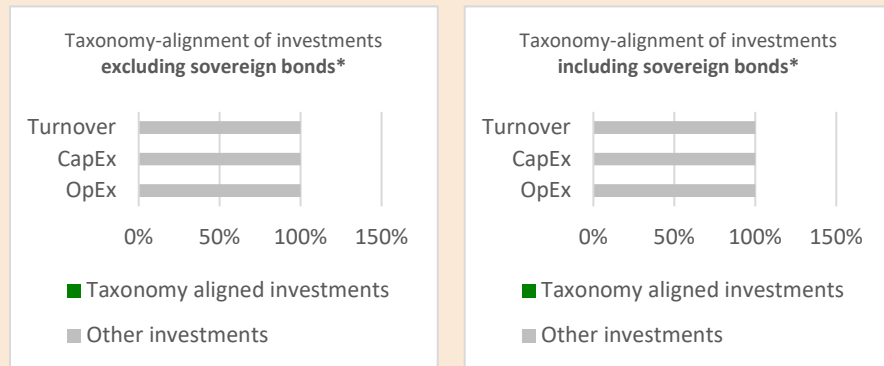 Taxonomy-alignment of investments
excluding sovereign bonds*
Turnover
CapEx
OpEx
0% 50% 100% 150%
Taxonomy aligned investments
Other investments
Taxonomy-alignment of investments
including sovereign bonds*
Turnover
CapEx
OpEx
0% 50% 100% 150%
Taxonomy aligned investments
Other investments